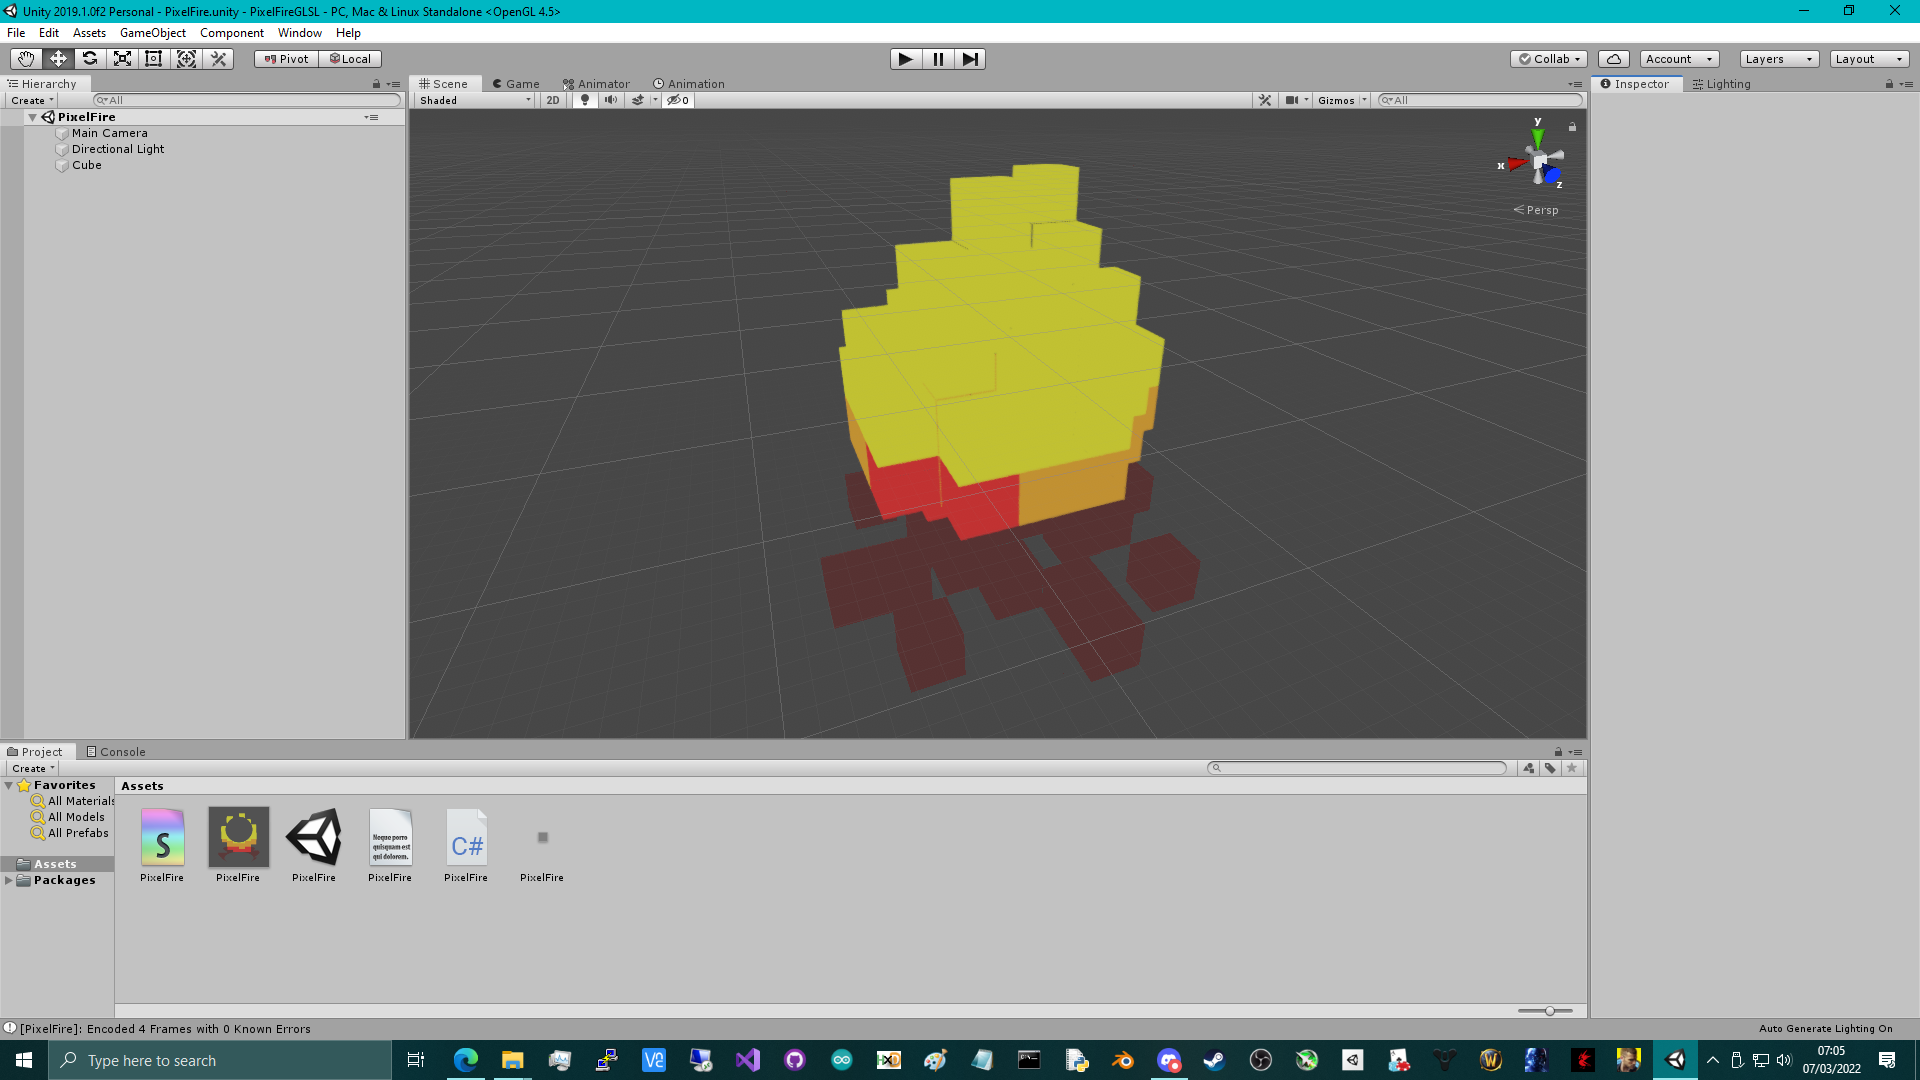 Unity 2019.1.0f2 Personal - PixelFire.unity - PixelFireGLSL - PC, Mac & Linux Standalone <OpenGL 4.5>
File Edit Assets GameObject Component Window Help
Pivot Local Collab Account Layers Layout
Hierarchy
Create All
PixelFire
Main Camera
Directional Light
Cube
Scene Game Animator Animation
Shaded 2D 0 Gizmos All
y
x
z
Persp
Inspector Lighting
Project Console
Create
Favorites
All Materials
All Models
All Prefabs
Assets
Packages
Assets
S
Neque porro
quisquam est
qui dolorem.
C#
PixelFire PixelFire PixelFire PixelFire PixelFire PixelFire
[PixelFire]: Encoded 4 Frames with 0 Known Errors
Auto Generate Lighting On
Type here to search
07:05
07/03/2022